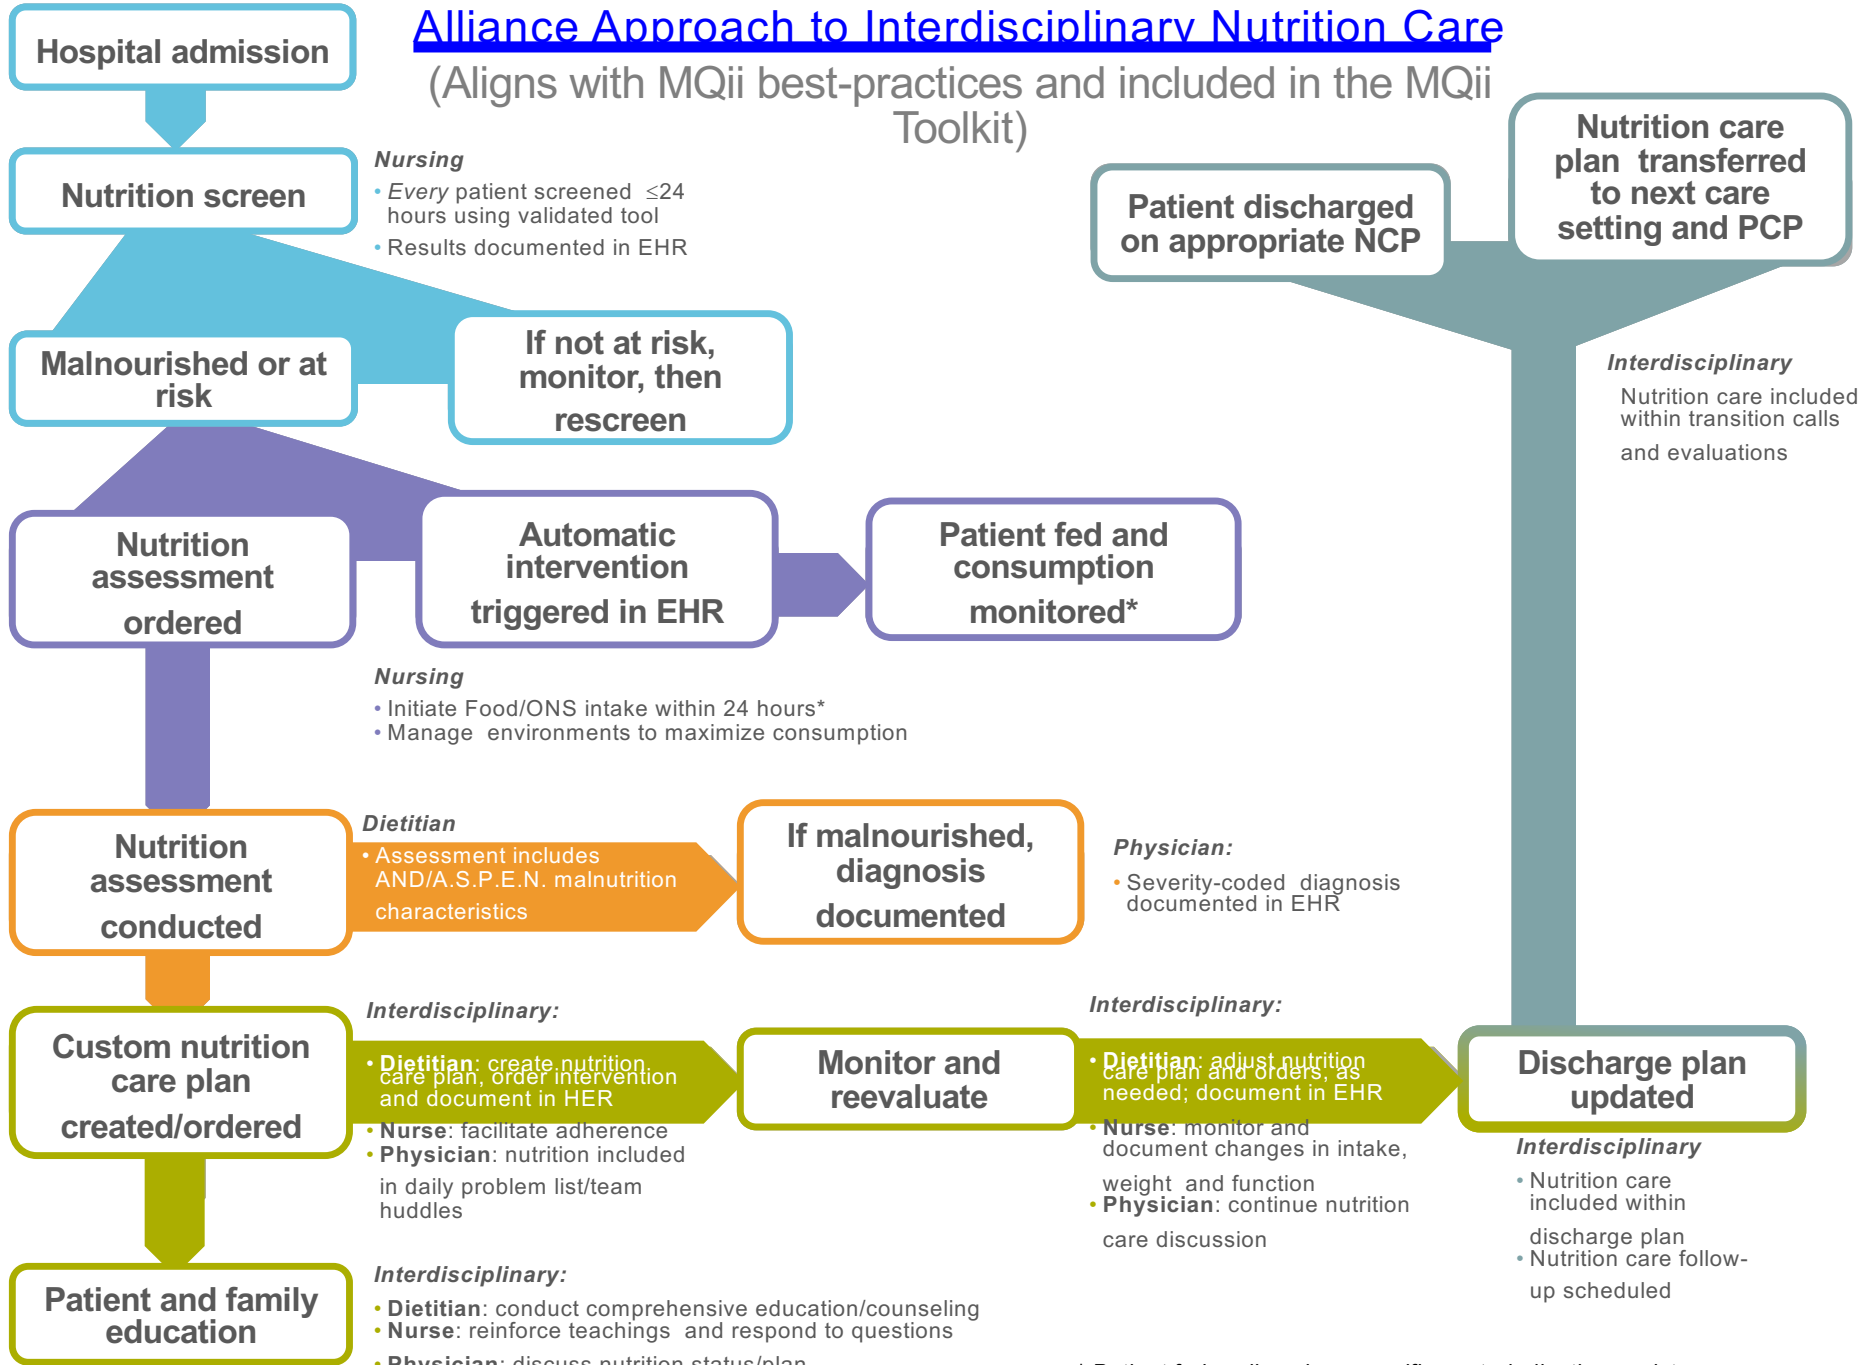 Alliance Approach to Interdisciplinary Nutrition Care
(Aligns with MQii best-practices and included in the MQii
Toolkit)
Hospital admission
Nutrition screen
Nursing
• Every patient screened ≤24
hours using validated tool
• Results documented in EHR
Malnourished or at
risk
If not at risk,
monitor, then
rescreen
Nutrition
assessment
ordered
Automatic
intervention
triggered in EHR
Patient fed and
consumption
monitored*
Nursing
• Initiate Food/ONS intake within 24 hours*
• Manage environments to maximize consumption
Nutrition
assessment
conducted
Dietitian
• Assessment includes
AND/A.S.P.E.N. malnutrition
characteristics
If malnourished,
diagnosis
documented
Physician:
• Severity-coded diagnosis
documented in EHR
Custom nutrition
care plan
created/ordered
Interdisciplinary:
• Dietitian: create nutrition
care plan, order intervention
and document in HER
• Nurse: facilitate adherence
• Physician: nutrition included
in daily problem list/team
huddles
Monitor and
reevaluate
Interdisciplinary:
• Dietitian: adjust nutrition
care plan and orders, as
needed; document in EHR
• Nurse: monitor and
document changes in intake,
weight and function
• Physician: continue nutrition
care discussion
Discharge plan
updated
Interdisciplinary
• Nutrition care
included within
discharge plan
• Nutrition care follow-
up scheduled
Patient and family
education
Interdisciplinary:
• Dietitian: conduct comprehensive education/counseling
• Nurse: reinforce teachings and respond to questions
• Physician: discuss nutrition status/plan
Patient discharged
on appropriate NCP
Nutrition care
plan transferred
to next care
setting and PCP
Interdisciplinary
Nutrition care included
within transition calls
and evaluations